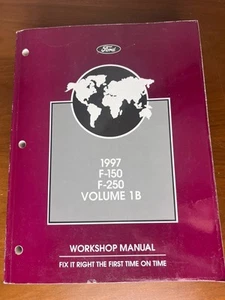 Ford
1997
F-150
F-250
VOLUME 1B
WORKSHOP MANUAL
FIX IT RIGHT THE FIRST TIME ON TIME